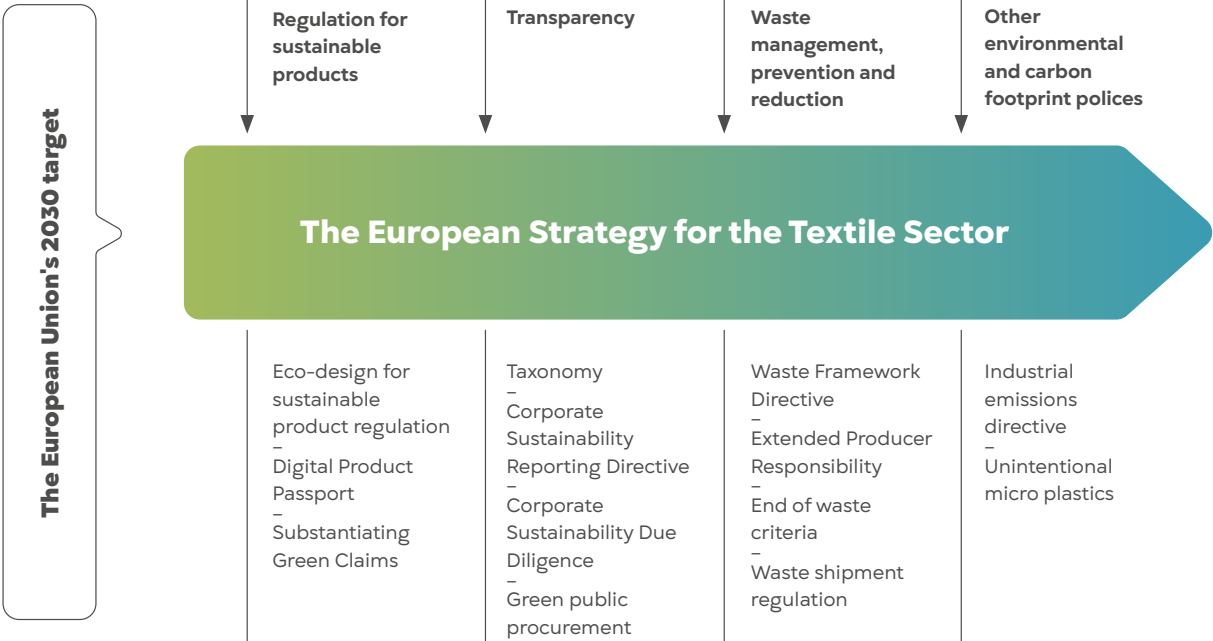 The European Union's 2030 target
Regulation for
sustainable
products
Transparency
Waste
management,
prevention and
reduction
Other
environmental
and carbon
footprint polices
The European Strategy for the Textile Sector
Eco-design for
sustainable
product regulation
–
Digital Product
Passport
–
Substantiating
Green Claims
Taxonomy
–
Corporate
Sustainability
Reporting Directive
–
Corporate
Sustainability Due
Diligence
–
Green public
procurement
Waste Framework
Directive
–
Extended Producer
Responsibility
–
End of waste
criteria
–
Waste shipment
regulation
Industrial
emissions
directive
–
Unintentional
micro plastics